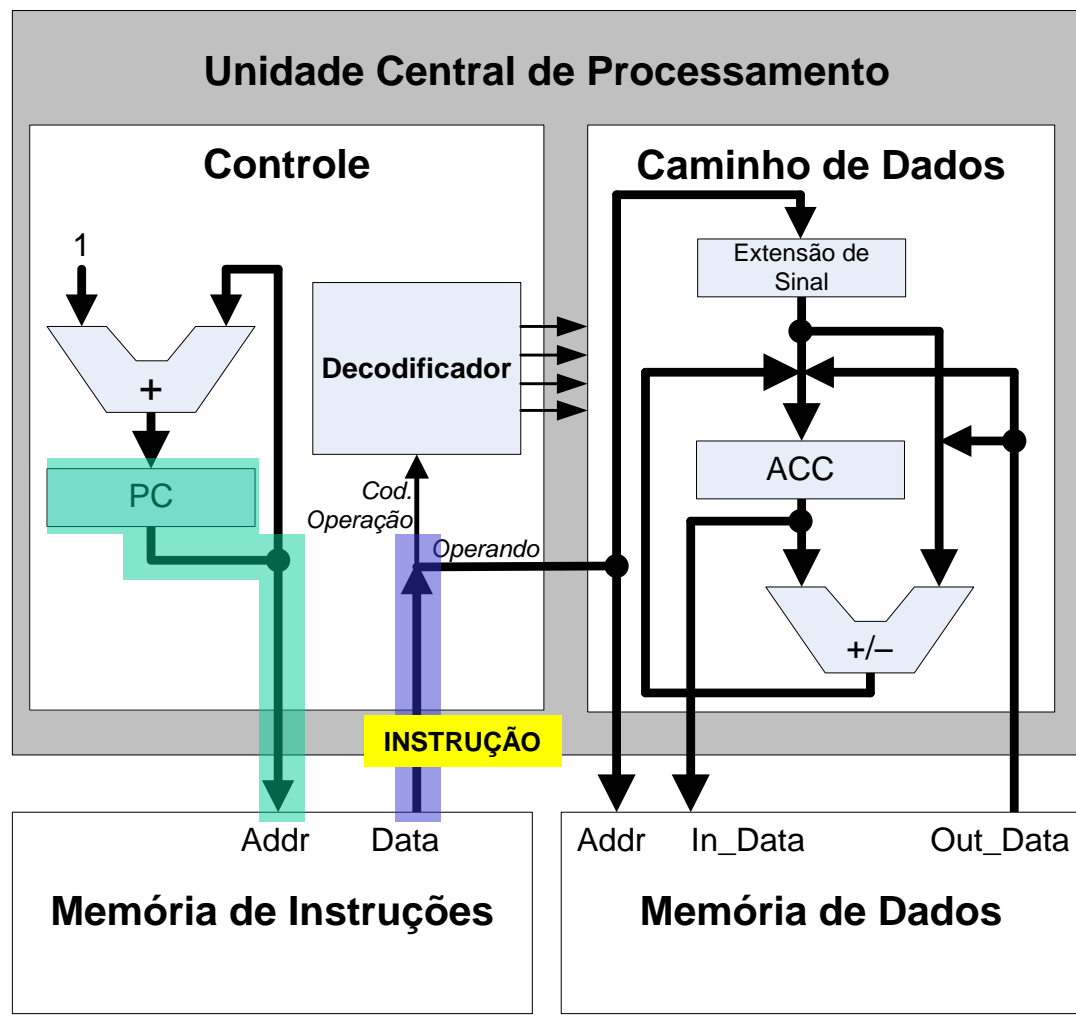 Unidade Central de Processamento
Controle
1
+
PC
Decodificador
Cod.
Operação
Operando
INSTRUÇÃO
Caminho de Dados
Extensão de
Sinal
ACC
+/–
Addr Data
Memória de Instruções
Addr In_Data Out_Data
Memória de Dados